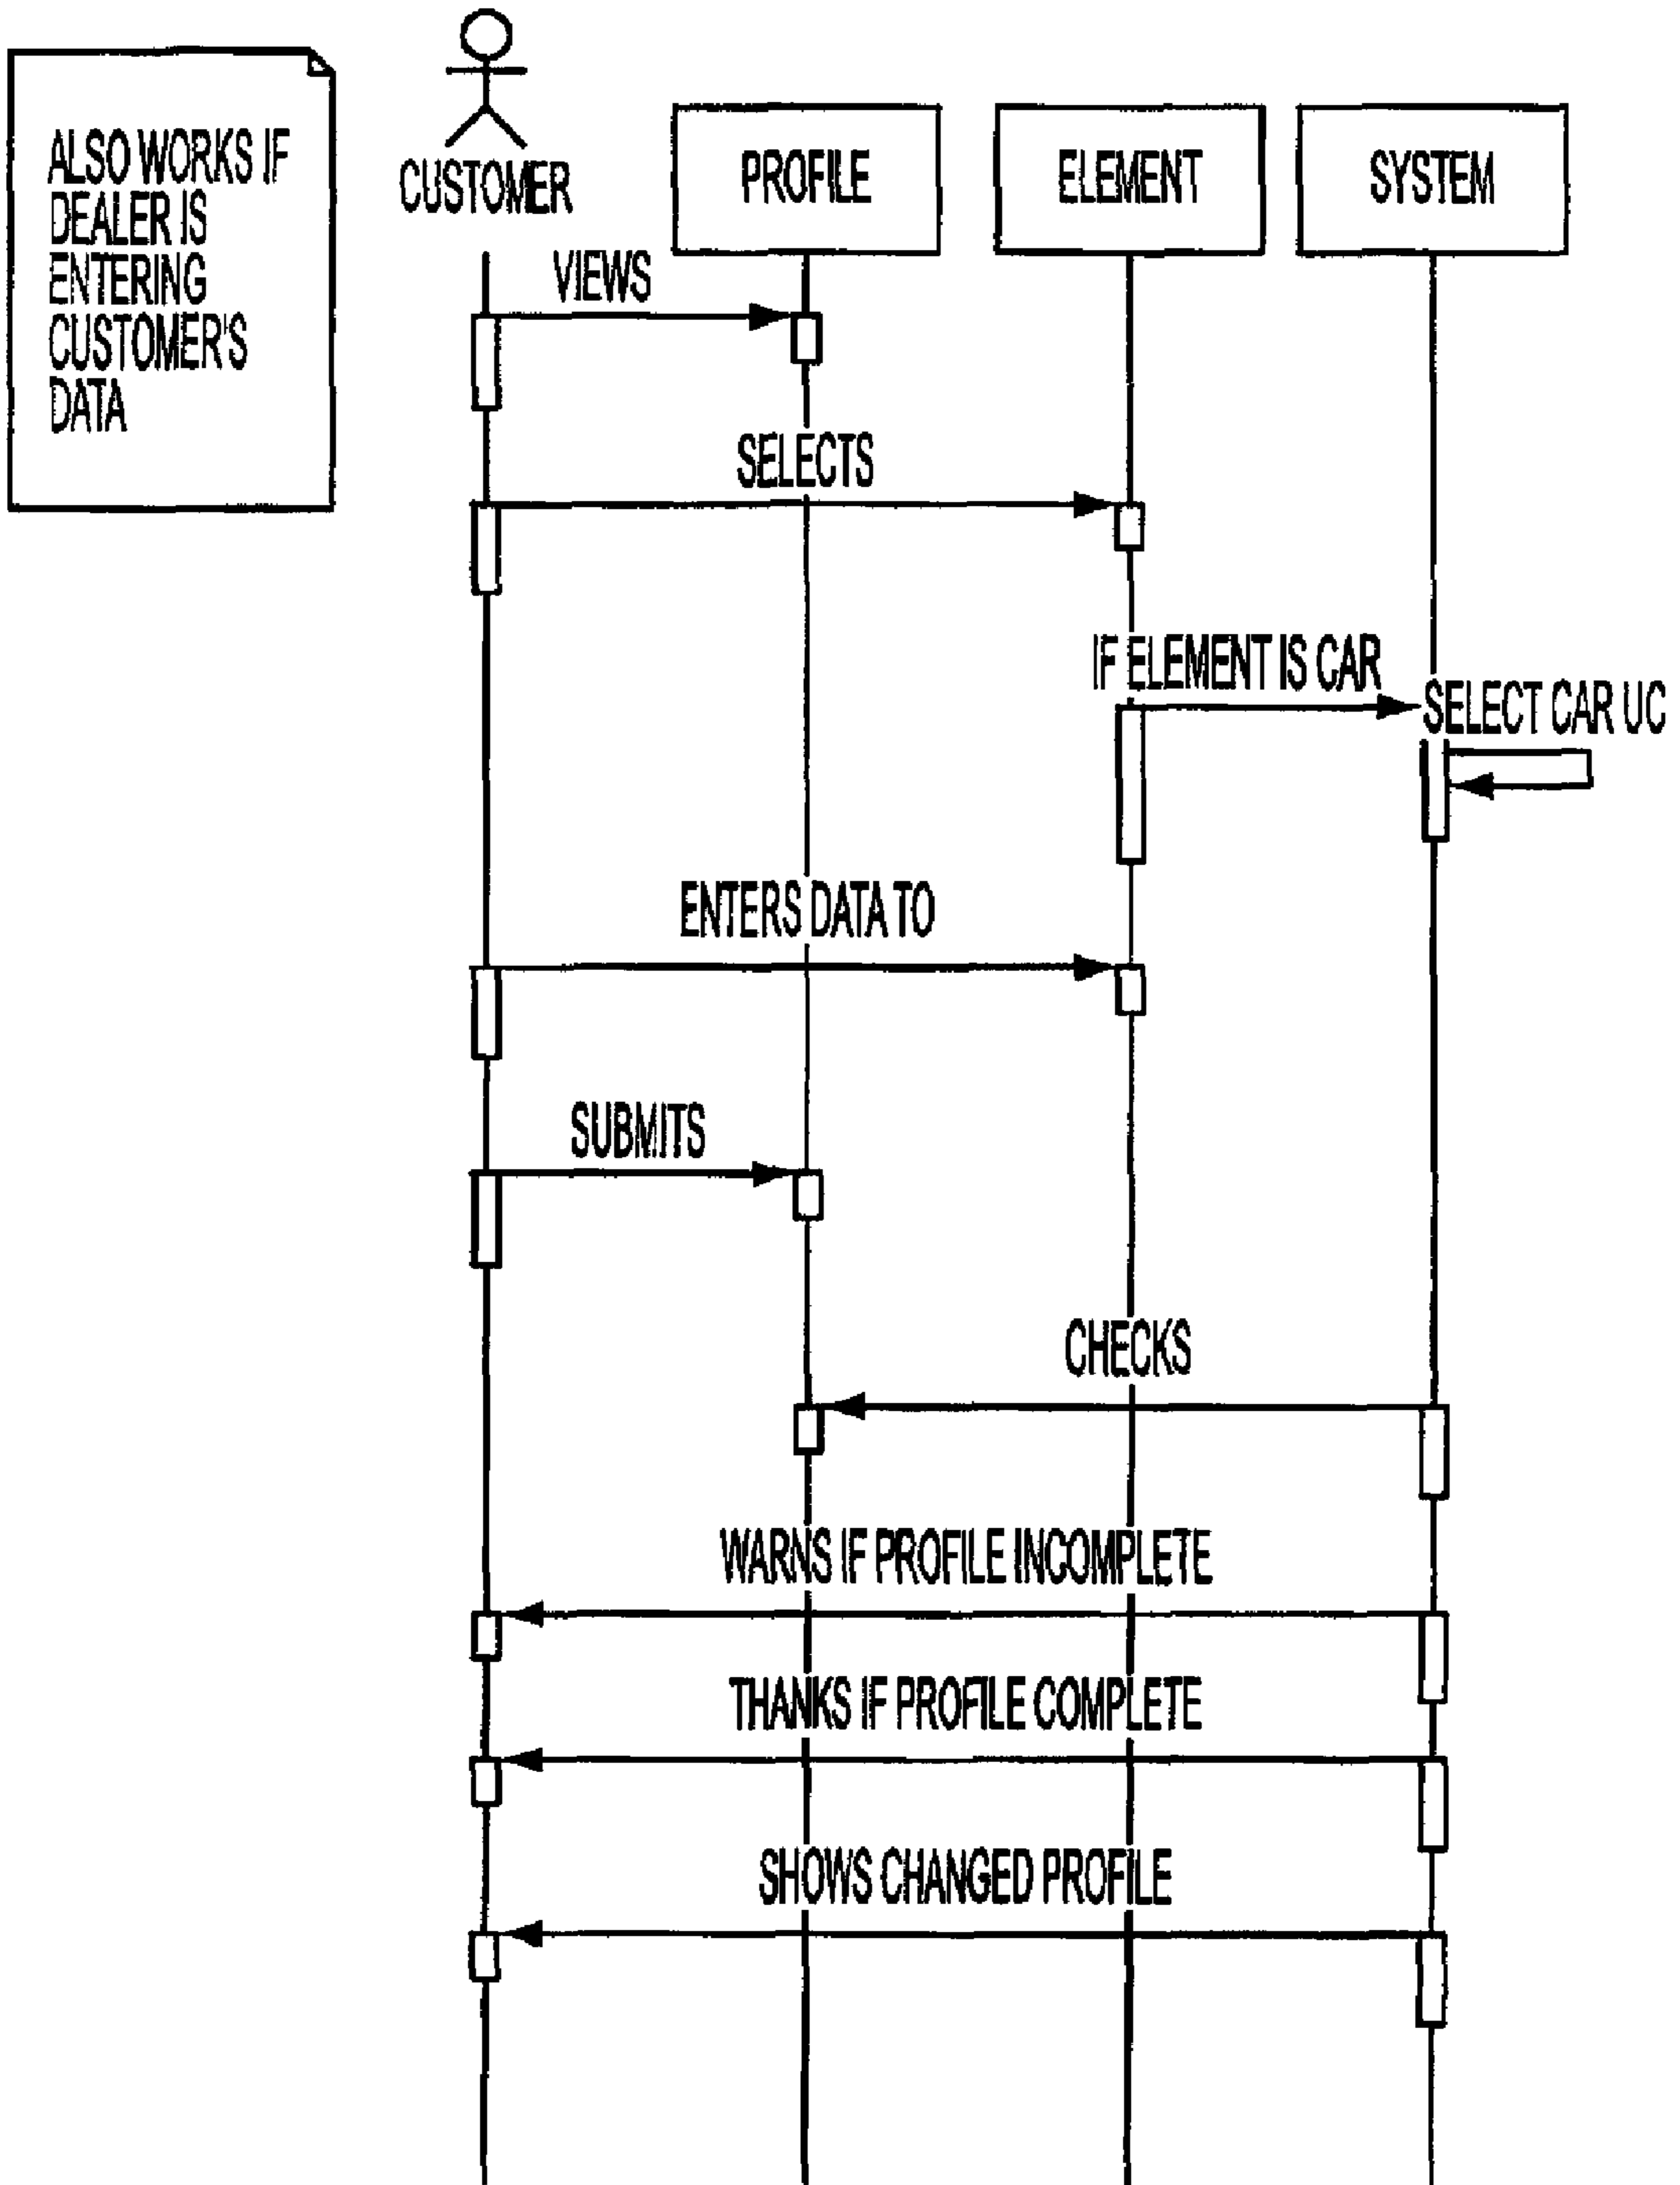 ALSO WORKS IF
DEALER IS
ENTERING
CUSTOMER'S
DATA
CUSTOMER
PROFILE
ELEMENT
SYSTEM
VIEWS
SELECTS
IF ELEMENT IS CAR
SELECT CAR UC
ENTERS DATA TO
SUBMITS
CHECKS
WARNS IF PROFILE INCOMPLETE
THANKS IF PROFILE COMPLETE
SHOWS CHANGED PROFILE